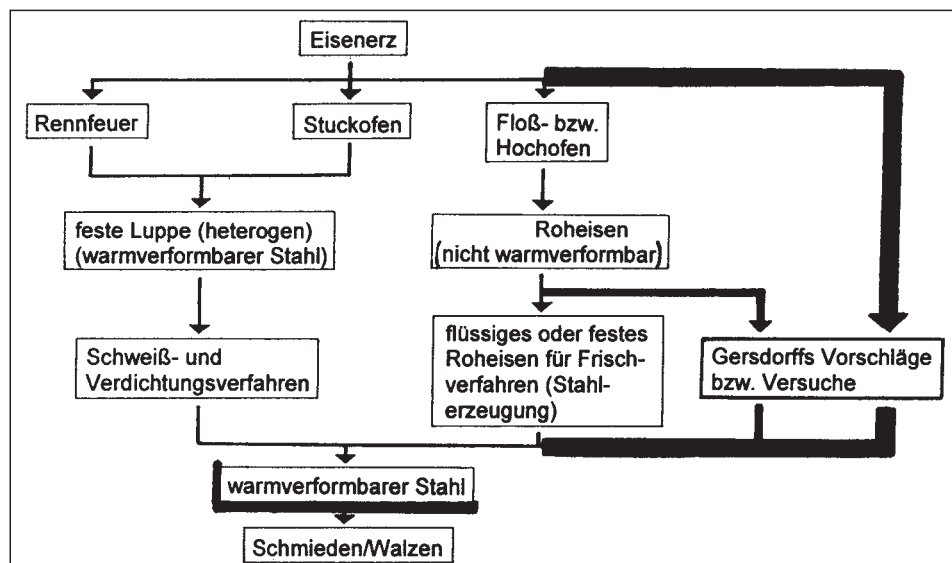 Eisenerz
Rennfeuer
Stuckofen
Floß- bzw.
Hochofen
feste Luppe (heterogen)
(warmverformbarer Stahl)
Roheisen
(nicht warmverformbar)
Schweiß- und
Verdichtungsverfahren
flüssiges oder festes
Roheisen für Frisch-
verfahren (Stahl-
erzeugung)
Gersdorffs Vorschläge
bzw. Versuche
warmverformbarer Stahl
Schmieden/Walzen